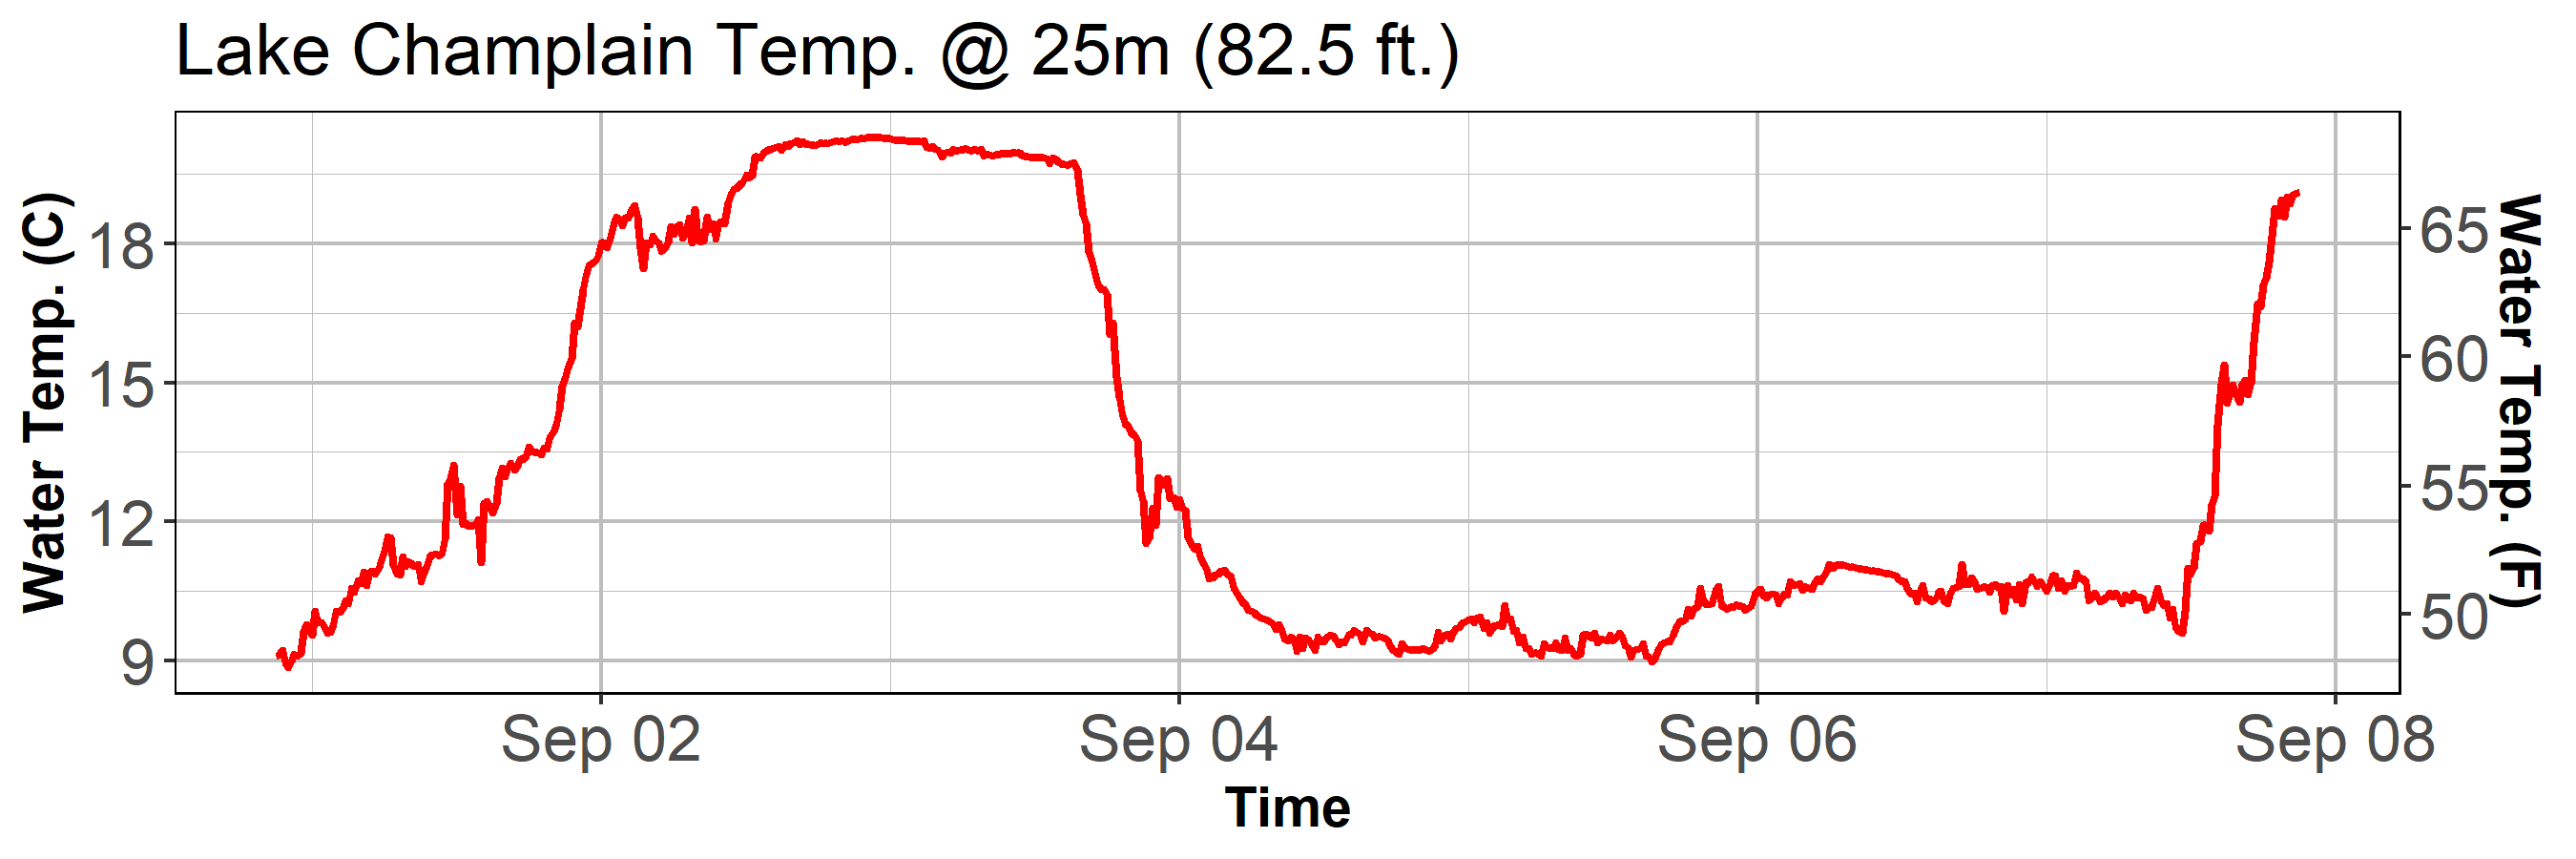 Lake Champlain Temp. @ 25m (82.5 ft.)
Water Temp. (C)
18
15
12
9
65
60
55
50
Water Temp. (F)
Sep 02
Sep 04
Sep 06
Sep 08
Time